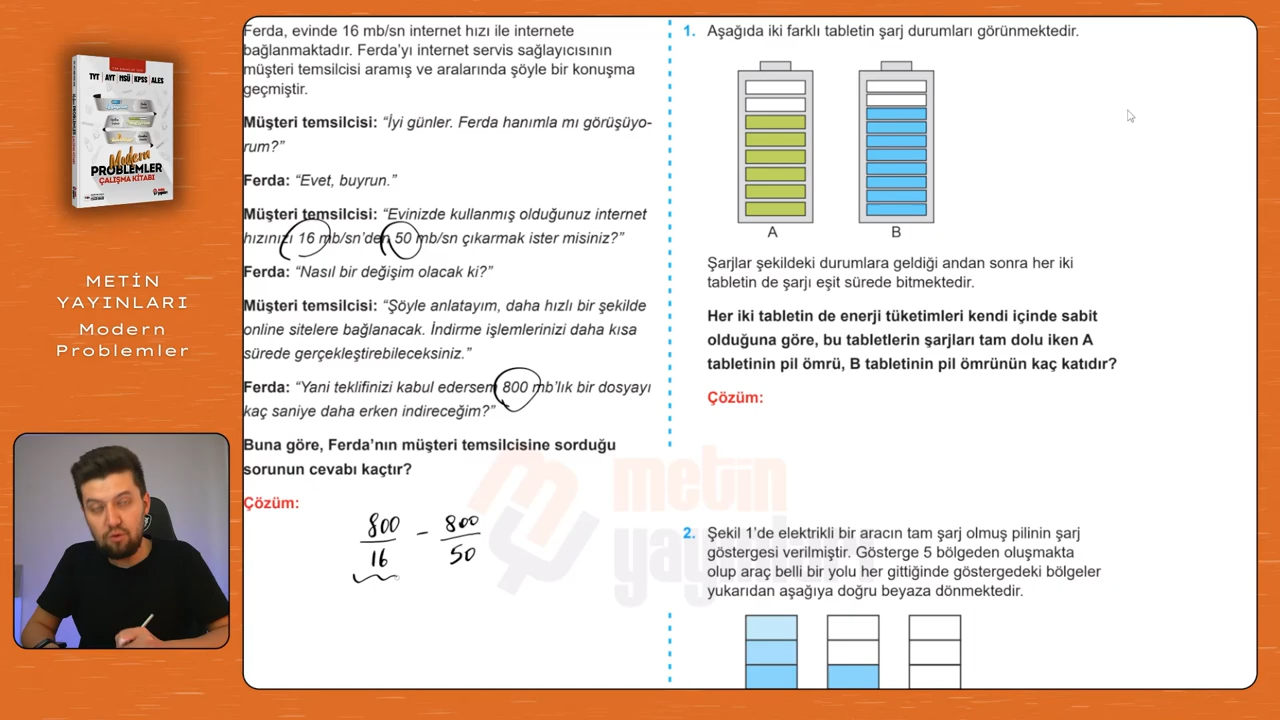 TYT | AYT | MSÜ | KPSS | ALES
Modern
PROBLEMLER
ÇALIŞMA KİTABI
METİN
YAYINLARI
Modern
Problemler
Ferda, evinde 16 mb/sn internet hızı ile internete
bağlanmaktadır. Ferda'yı internet servis sağlayıcısının
müşteri temsilcisi aramış ve aralarında şöyle bir konuşma
geçmiştir.
Müşteri temsilcisi: "İyi günler. Ferda hanımla mı görüşüyo-
rum?"
Ferda: "Evet, buyrun."
Müşteri temsilcisi: "Evinizde kullanmış olduğunuz internet
hızınızı 16 mb/sn'den 50 mb/sn çıkarmak ister misiniz?"
Ferda: "Nasıl bir değişim olacak ki?"
Müşteri temsilcisi: "Şöyle anlatayım, daha hızlı bir şekilde
online sitelere bağlanacak. İndirme işlemlerinizi daha kısa
sürede gerçekleştirebileceksiniz."
Ferda: "Yani teklifinizi kabul edersem 800 mb'lık bir dosyayı
kaç saniye daha erken indireceğim?"
Buna göre, Ferda'nın müşteri temsilcisine sorduğu
sorunun cevabı kaçtır?
Çözüm:
800 - 800
16 50
metin
yayınları
1. Aşağıda iki farklı tabletin şarj durumları görünmektedir.
A B
Şarjlar şekildeki durumlara geldiği andan sonra her iki
tabletin de şarjı eşit sürede bitmektedir.
Her iki tabletin de enerji tüketimleri kendi içinde sabit
olduğuna göre, bu tabletlerin şarjları tam dolu iken A
tabletinin pil ömrü, B tabletinin pil ömrünün kaç katıdır?
Çözüm:
2. Şekil 1'de elektrikli bir aracın tam şarj olmuş pilinin şarj
göstergesi verilmiştir. Gösterge 5 bölgeden oluşmakta
olup araç belli bir yolu her gittiğinde göstergedeki bölgeler
yukarıdan aşağıya doğru beyaza dönmektedir.